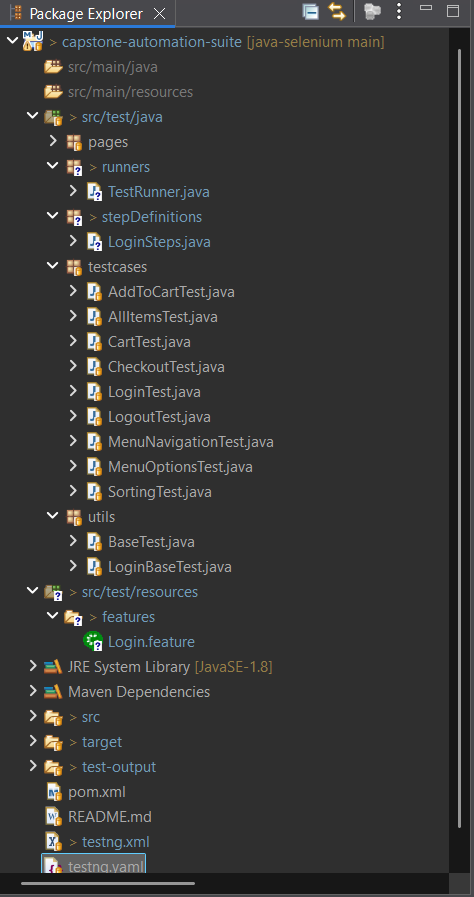 Package Explorer
> capstone-automation-suite [java-selenium main]
src/main/java
src/main/resources
> src/test/java
pages
> runners
TestRunner.java
> stepDefinitions
LoginSteps.java
testcases
AddToCartTest.java
AllItemsTest.java
CartTest.java
CheckoutTest.java
LoginTest.java
LogoutTest.java
MenuNavigationTest.java
MenuOptionsTest.java
SortingTest.java
utils
BaseTest.java
LoginBaseTest.java
> src/test/resources
> features
Login.feature
JRE System Library [JavaSE-1.8]
Maven Dependencies
> src
> target
> test-output
pom.xml
README.md
> testng.xml
testng.yaml